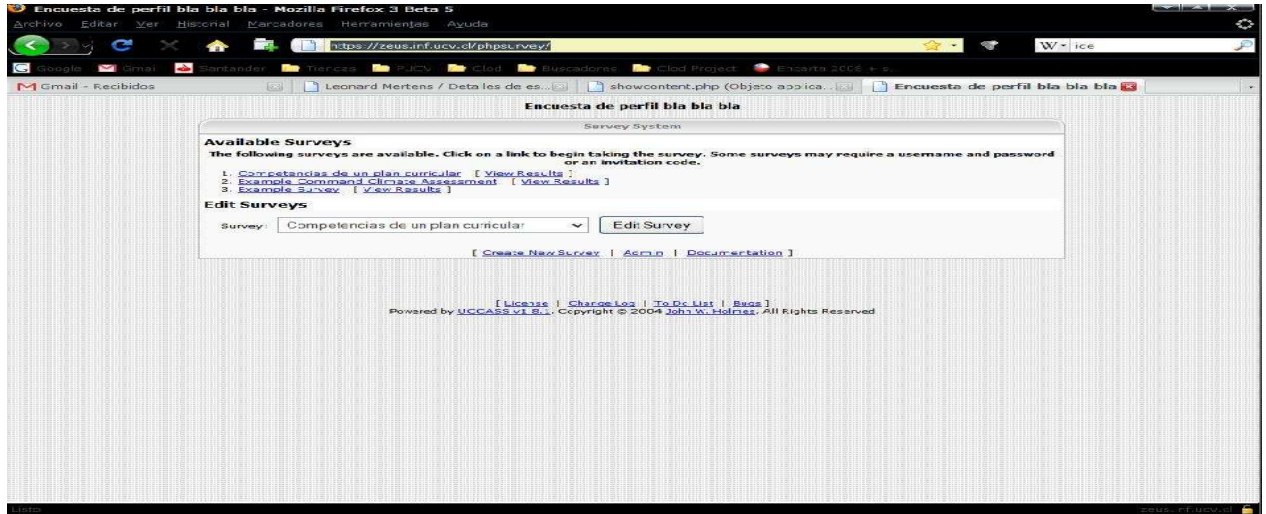 Encuesta de perfil bla bla bla - Mozilla Firefox 3 Beta 5
Archivo Editar Ver Historial Marcadores Herramientas Ayuda
https://zeus.inf.ucv.cl/phpsurvey/
W ice
Google Gmail Santander Tiendas PUCV Clod Buscadores Clod Project Encarta 2006 +
Gmail - Recibidos
Leonard Mertens / Detalles de es...
showcontent.php (Objeto applica...
Encuesta de perfil bla bla bla
Encuesta de perfil bla bla bla
Survey System
Available Surveys
The following surveys are available. Click on a link to begin taking the survey. Some surveys may require a username and password
or an invitation code.
1. Competencias de un plan curricular [ View Results ]
2. Example Command Climate Assessment [ View Results ]
3. Example Survey [ View Results ]
Edit Surveys
Survey: Competencias de un plan curricular Edit Survey
[ Create New Survey | Admin | Documentation ]
[ License | Change Log | To Do List | Bugs ]
Powered by UCCASS v1.8.1, Copyright © 2004 John W. Holmes, All Rights Reserved
Listo
zeus.inf.ucv.cl